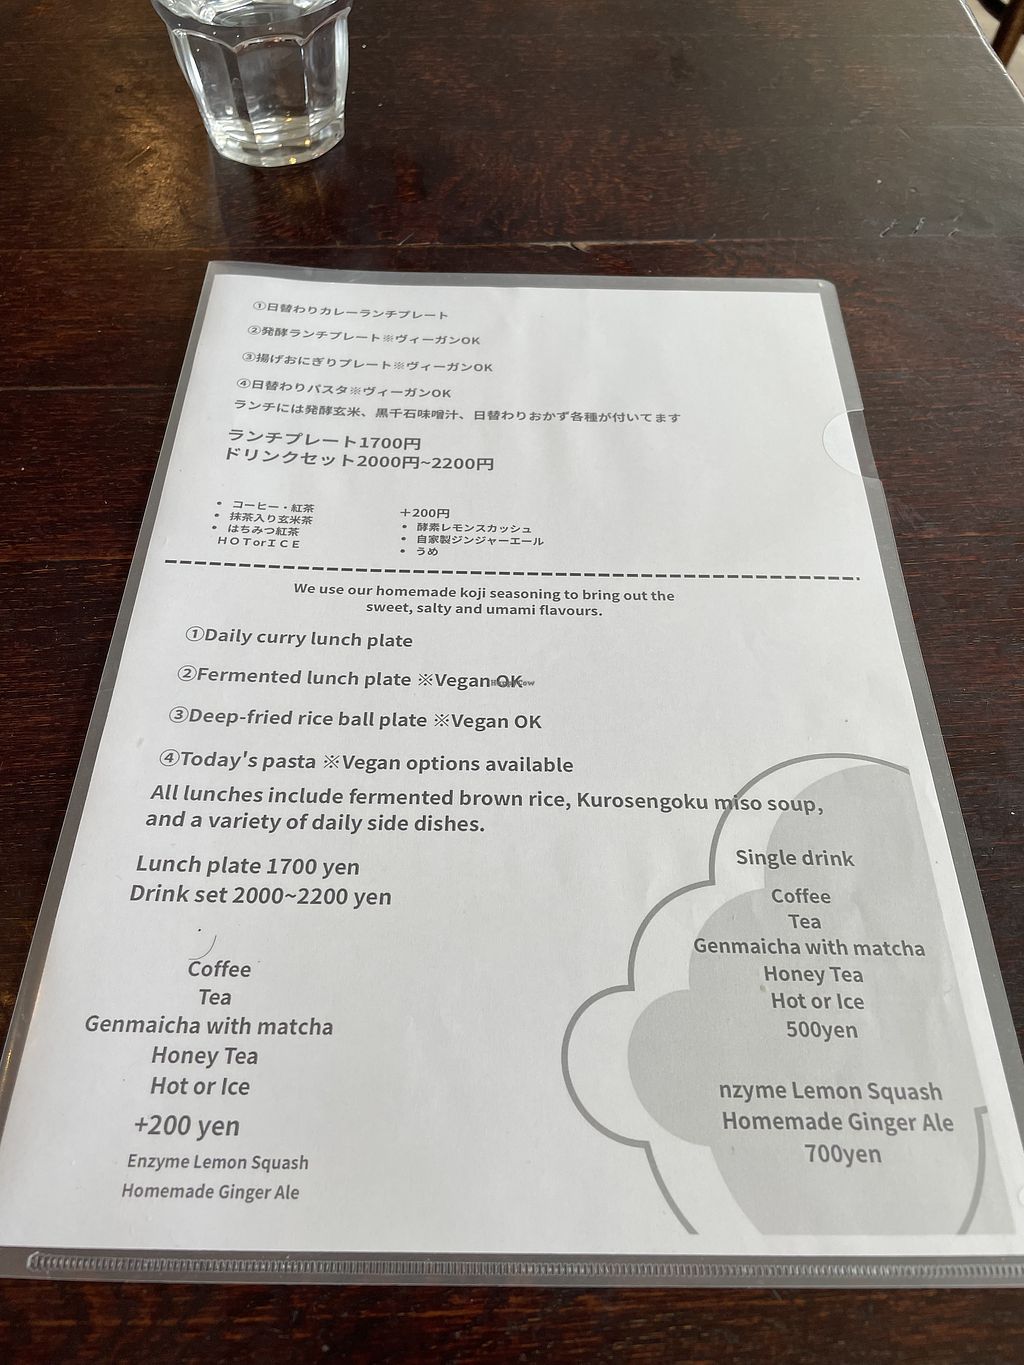 ①日替わりカレーランチプレート
②発酵ランチプレート※ヴィーガンOK
③揚げおにぎりプレート※ヴィーガンOK
④日替わりパスタ※ヴィーガンOK
ランチには発酵玄米、黒千石味噌汁、日替わりおかず各種が付いてます
ランチプレート1700円
ドリンクセット2000円~2200円
• コーヒー・紅茶
• 抹茶入り玄米茶
• はちみつ紅茶
ＨＯＴorＩＣＥ
＋200円
• 酵素レモンスカッシュ
• 自家製ジンジャーエール
• うめ
We use our homemade koji seasoning to bring out the
sweet, salty and umami flavours.
①Daily curry lunch plate
②Fermented lunch plate ※Vegan OK
HappyCow
③Deep-fried rice ball plate ※Vegan OK
④Today's pasta ※Vegan options available
All lunches include fermented brown rice, Kurosengoku miso soup,
and a variety of daily side dishes.
Lunch plate 1700 yen
Drink set 2000~2200 yen
Coffee
Tea
Genmaicha with matcha
Honey Tea
Hot or Ice
+200 yen
Enzyme Lemon Squash
Homemade Ginger Ale
Single drink
Coffee
Tea
Genmaicha with matcha
Honey Tea
Hot or Ice
500yen
nzyme Lemon Squash
Homemade Ginger Ale
700yen